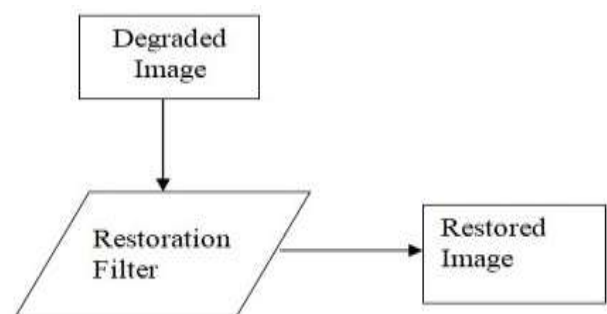 Degraded
Image
Restoration
Filter
Restored
Image